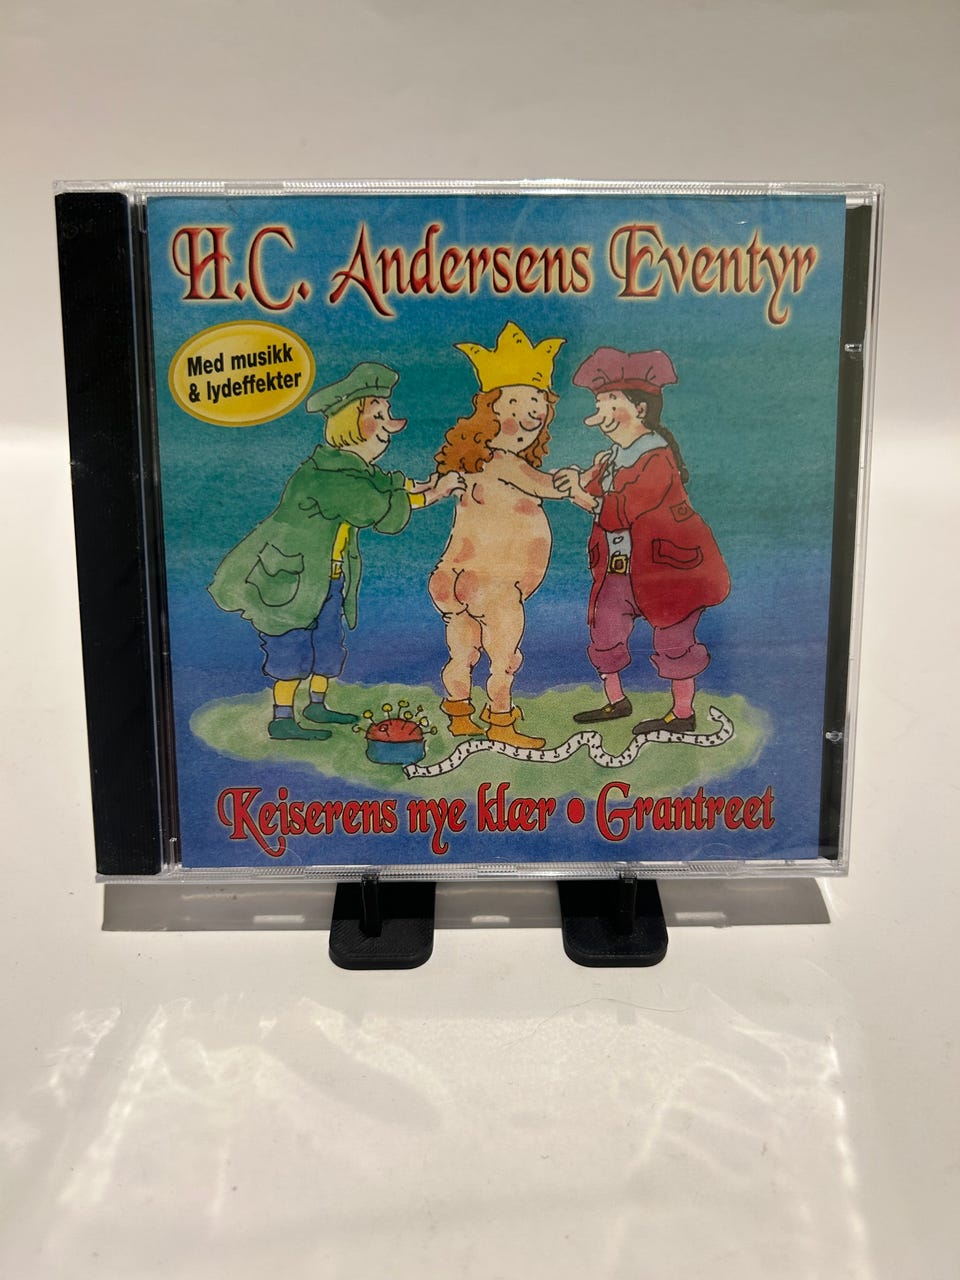 H.C. Andersens Eventyr
Med musikk
& lydeffekter
Keiserens nye klær • Grantreet